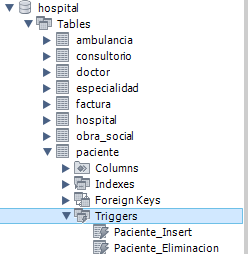 hospital
Tables
ambulancia
consultorio
doctor
especialidad
factura
hospital
obra_social
paciente
Columns
Indexes
Foreign Keys
Triggers
Paciente_Insert
Paciente_Eliminacion